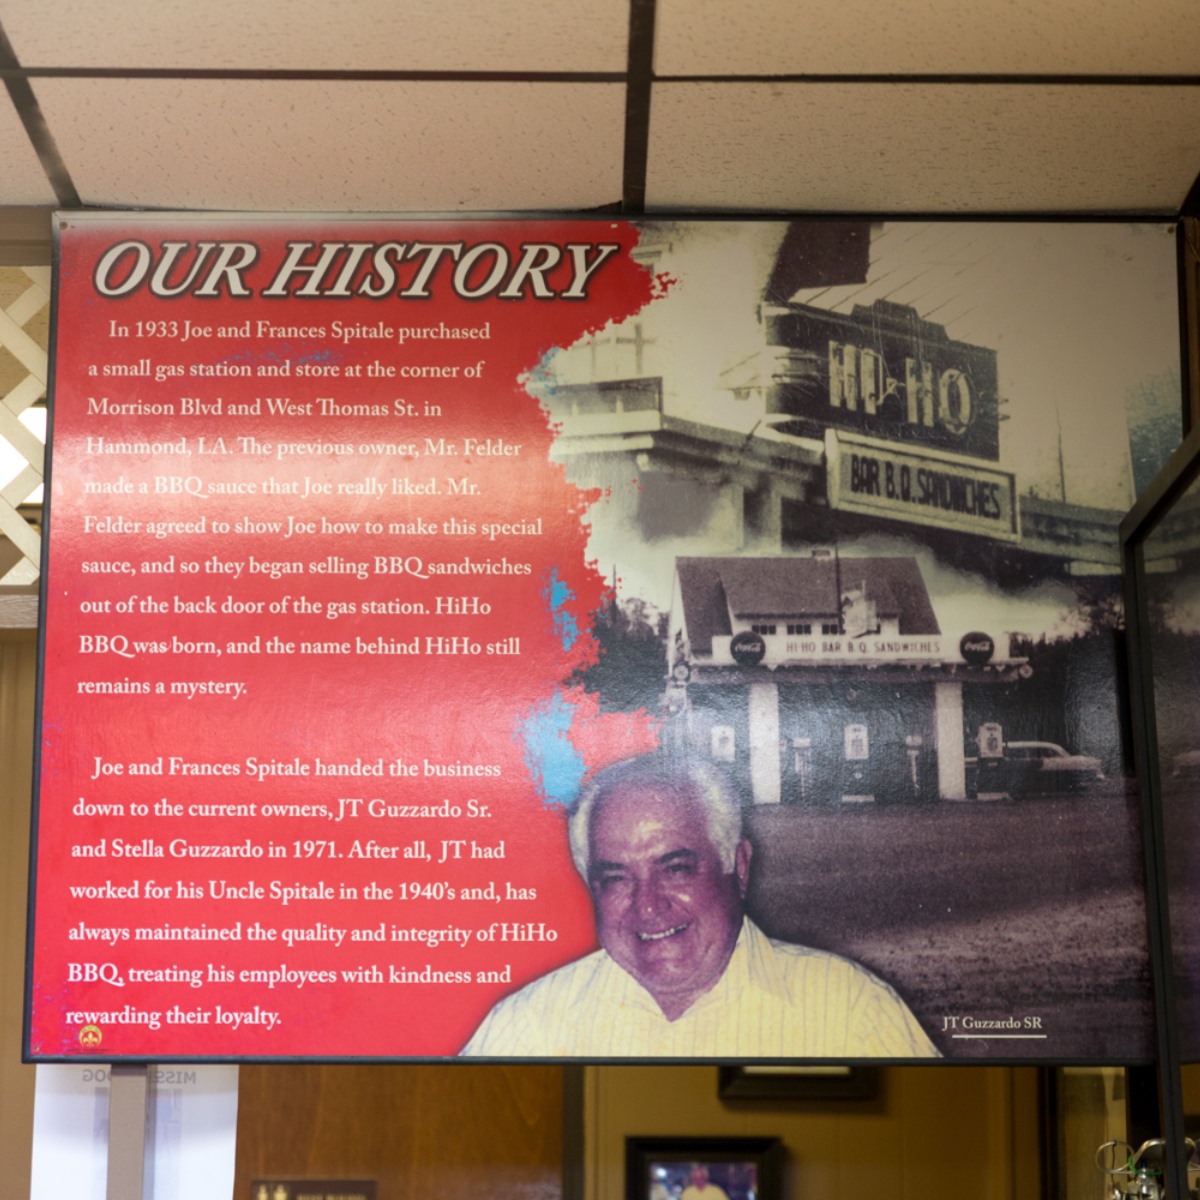 OUR HISTORY
In 1933 Joe and Frances Spitale purchased
a small gas station and store at the corner of
Morrison Blvd and West Thomas St. in
Hammond, LA. The previous owner, Mr. Felder
made a BBQ sauce that Joe really liked. Mr.
Felder agreed to show Joe how to make this special
sauce, and so they began selling BBQ sandwiches
out of the back door of the gas station. HiHo
BBQ was born, and the name behind HiHo still
remains a mystery.
Joe and Frances Spitale handed the business
down to the current owners, JT Guzzardo Sr.
and Stella Guzzardo in 1971. After all, JT had
worked for his Uncle Spitale in the 1940's and, has
always maintained the quality and integrity of HiHo
BBQ, treating his employees with kindness and
rewarding their loyalty.
HI-HO
BAR B.Q. SANDWICHES
Coca-Cola HI-HO BAR B.Q. SANDWICHES Coca-Cola
JT Guzzardo SR